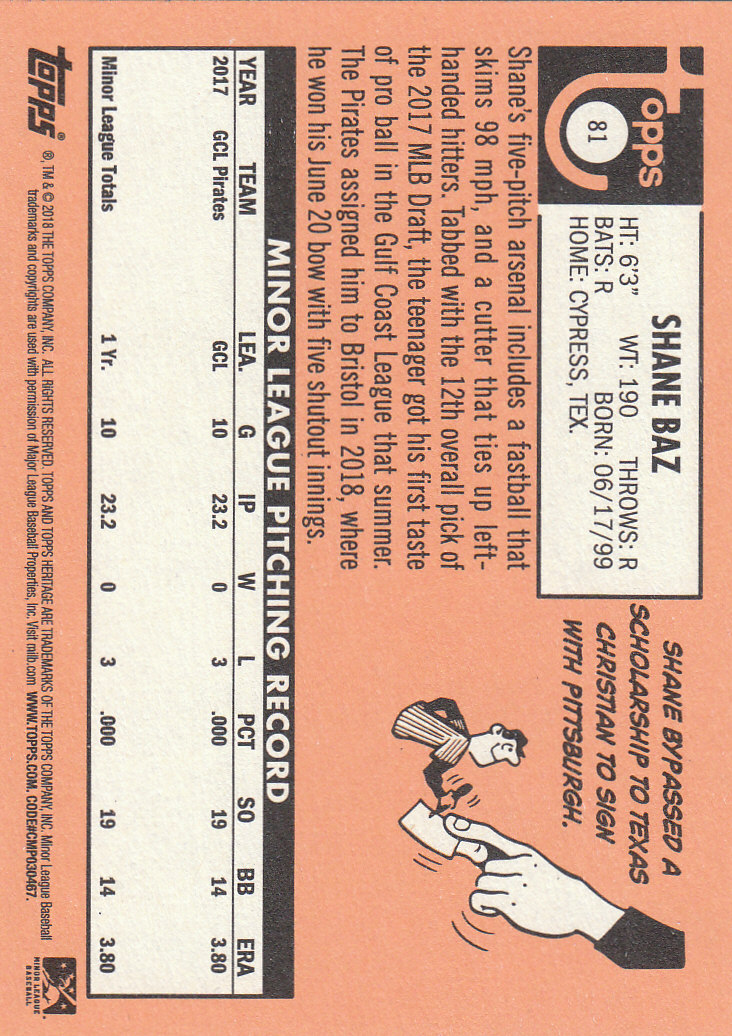 Topps
81
SHANE BAZ
HT: 6'3" WT: 190 THROWS: R
BATS: R BORN: 06/17/99
HOME: CYPRESS, TEX.
SHANE BYPASSED A
SCHOLARSHIP TO TEXAS
CHRISTIAN TO SIGN
WITH PITTSBURGH.
Shane's five-pitch arsenal includes a fastball that
skims 98 mph, and a cutter that ties up left-
handed hitters. Tabbed with the 12th overall pick of
the 2017 MLB Draft, the teenager got his first taste
of pro ball in the Gulf Coast League that summer.
The Pirates assigned him to Bristol in 2018, where
he won his June 20 bow with five shutout innings.
MINOR LEAGUE PITCHING RECORD
YEAR TEAM LEA. G IP W L PCT SO BB ERA
2017 GCL Pirates GCL 10 23.2 0 3 .000 19 14 3.80
Minor League Totals 1 Yr. 10 23.2 0 3 .000 19 14 3.80
Topps®
®, TM & © 2018 THE TOPPS COMPANY, INC. ALL RIGHTS RESERVED. TOPPS AND TOPPS HERITAGE ARE TRADEMARKS OF THE TOPPS COMPANY, INC. Minor League Baseball
trademarks and copyrights are used with permission of Major League Baseball Properties, Inc. Visit milb.com WWW.TOPPS.COM. CODE#CMP030467.
MINOR LEAGUE
BASEBALL